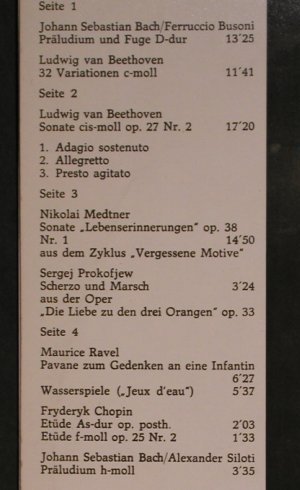 Seite 1
Johann Sebastian Bach/Ferruccio Busoni
Präludium und Fuge D-dur 13'25
Ludwig van Beethoven
32 Variationen c-moll 11'41
Seite 2
Ludwig van Beethoven
Sonate cis-moll op. 27 Nr. 2 17'20
1. Adagio sostenuto
2. Allegretto
3. Presto agitato
Seite 3
Nikolai Medtner
Sonate „Lebenserinnerungen" op. 38
Nr. 1 14'50
aus dem Zyklus „Vergessene Motive"
Sergej Prokofjew
Scherzo und Marsch 3'24
aus der Oper
„Die Liebe zu den drei Orangen" op. 33
Seite 4
Maurice Ravel
Pavane zum Gedenken an eine Infantin
6'27
Wasserspiele („Jeux d'eau") 5'37
Fryderyk Chopin
Etüde As-dur op. posth. 2'03
Etüde f-moll op. 25 Nr. 2 1'33
Johann Sebastian Bach/Alexander Siloti
Präludium h-moll 3'35